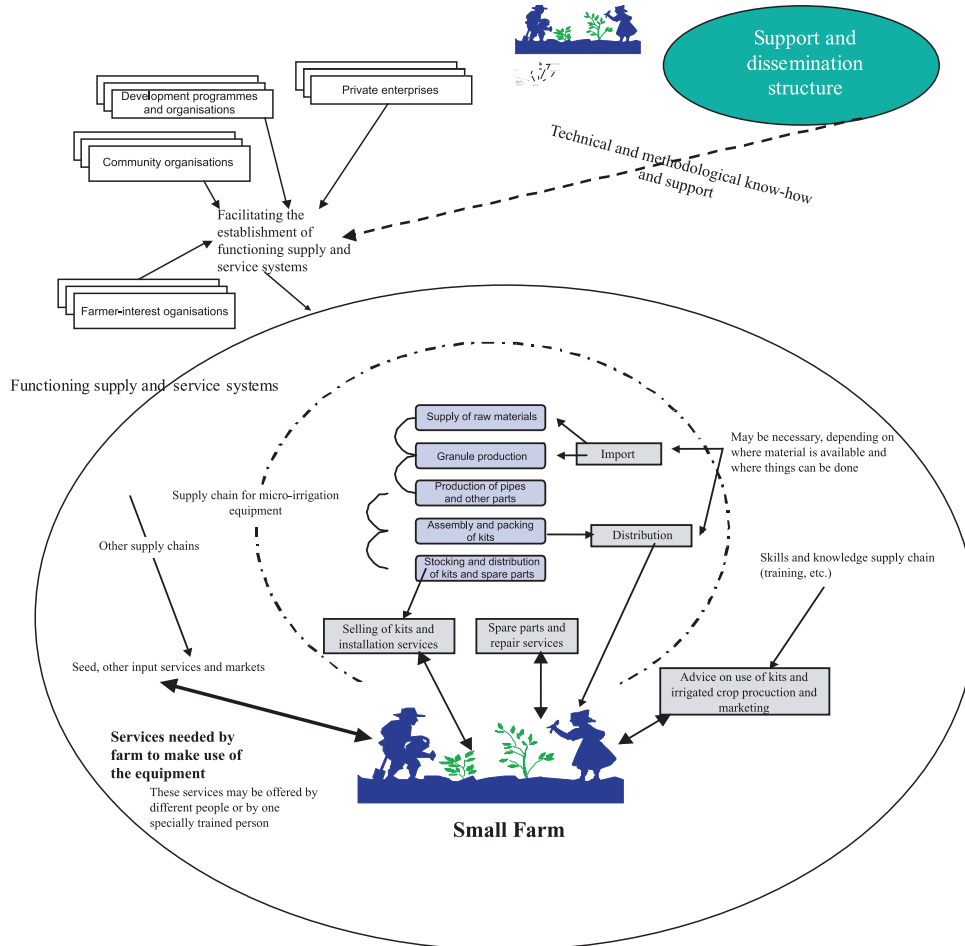 Support and
dissemination
structure
Development programmes
and organisations
Private enterprises
Community organisations
Technical and methodological know-how
and support
Facilitating the
establishment of
functioning supply and
service systems
Farmer-interest oganisations
Functioning supply and service systems
Supply of raw materials
Granule production
Import
May be necessary, depending on
where material is available and
where things can be done
Supply chain for micro-irrigation
equipment
Production of pipes
and other parts
Assembly and packing
of kits
Distribution
Other supply chains
Stocking and distribution
of kits and spare parts
Skills and knowledge supply chain
(training, etc.)
Selling of kits and
installation services
Spare parts and
repair services
Seed, other input services and markets
Advice on use of kits and
irrigated crop procuction and
marketing
Services needed by
farm to make use of
the equipment
These services may be offered by
different people or by one
specially trained person
Small Farm